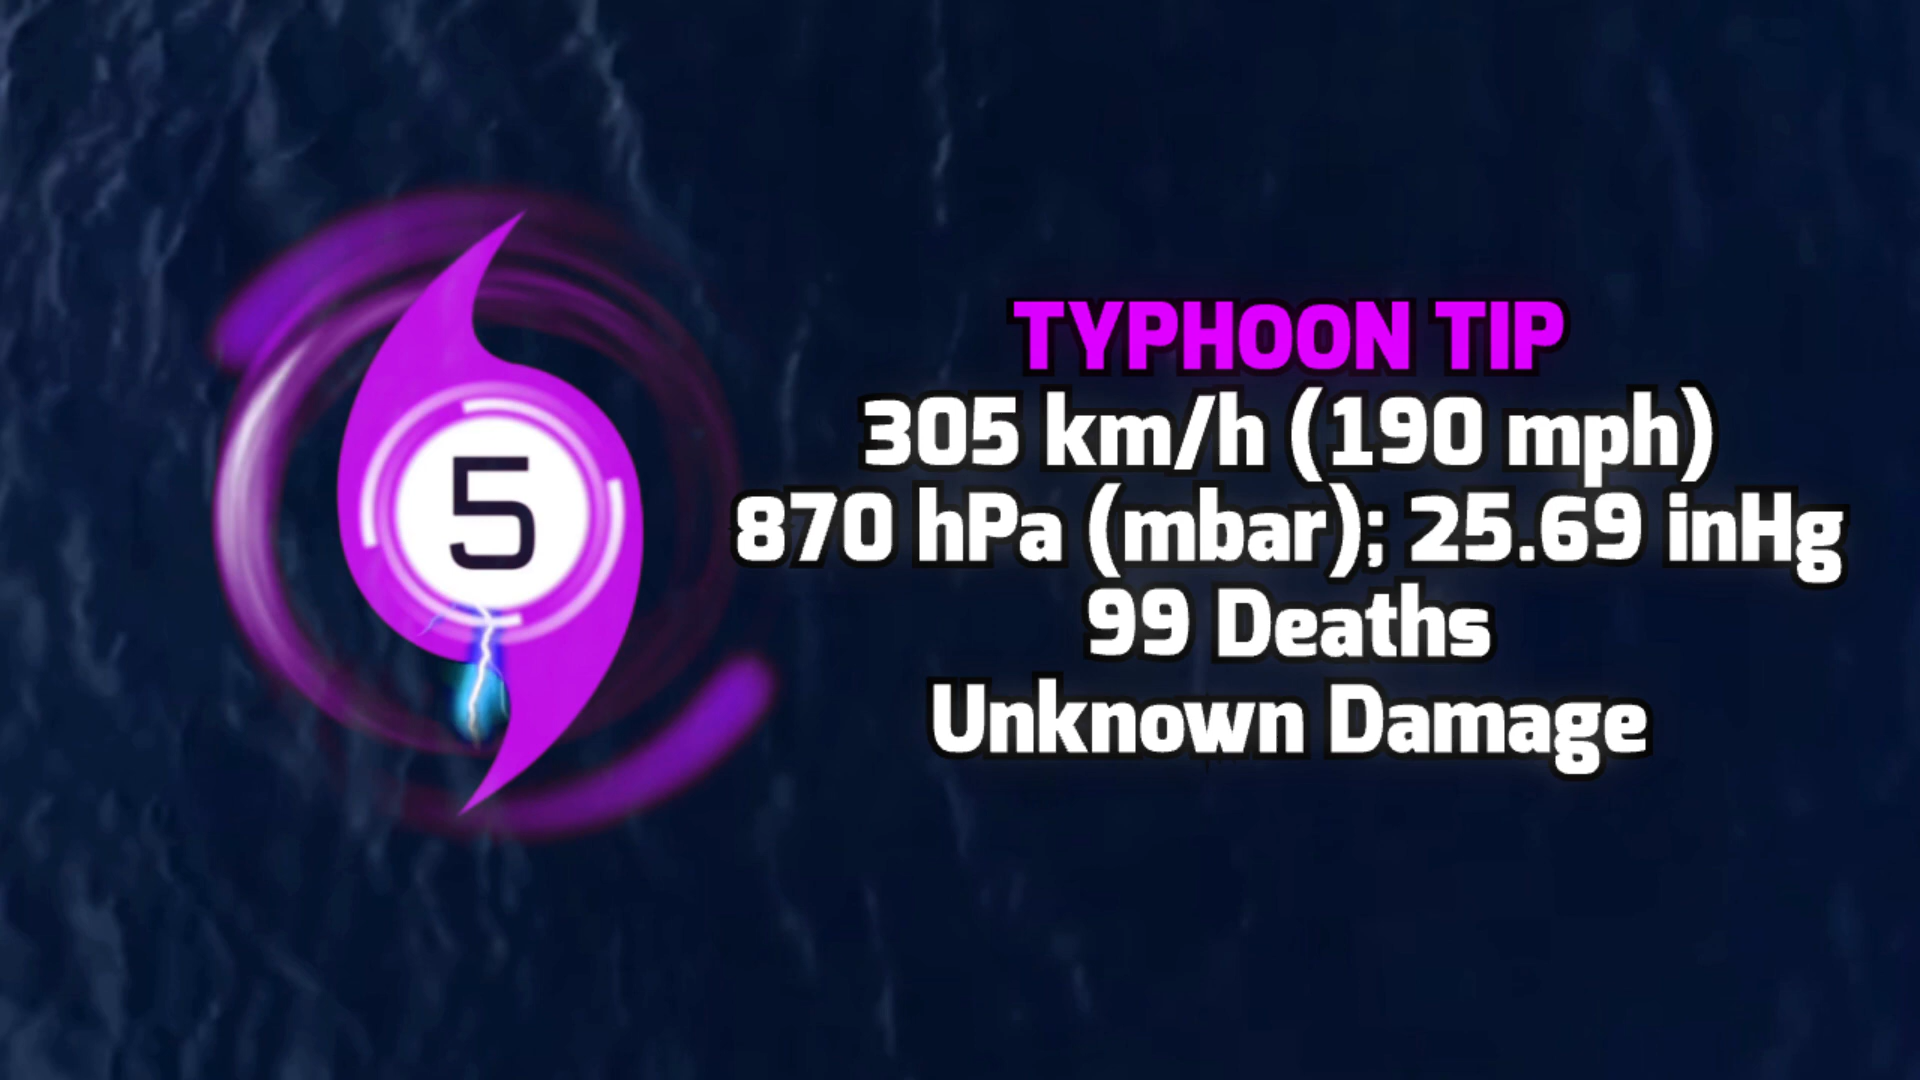 5
TYPHOON TIP
305 km/h (190 mph)
870 hPa (mbar); 25.69 inHg
99 Deaths
Unknown Damage